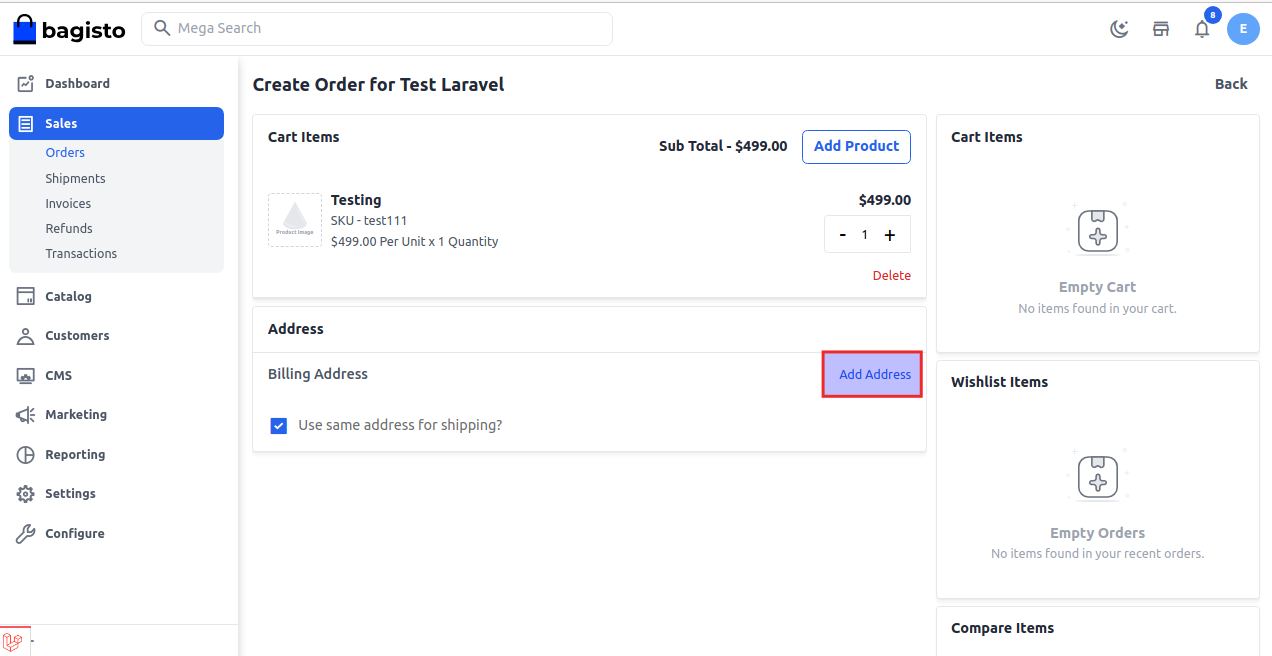 bagisto
Mega Search
8
E
Dashboard
Sales
Orders
Shipments
Invoices
Refunds
Transactions
Catalog
Customers
CMS
Marketing
Reporting
Settings
Configure
Create Order for Test Laravel
Back
Cart Items
Sub Total - $499.00
Add Product
Product Image
Testing
SKU - test111
$499.00 Per Unit x 1 Quantity
$499.00
- 1 +
Delete
Address
Billing Address
Add Address
Use same address for shipping?
Cart Items
Empty Cart
No items found in your cart.
Wishlist Items
Empty Orders
No items found in your recent orders.
Compare Items